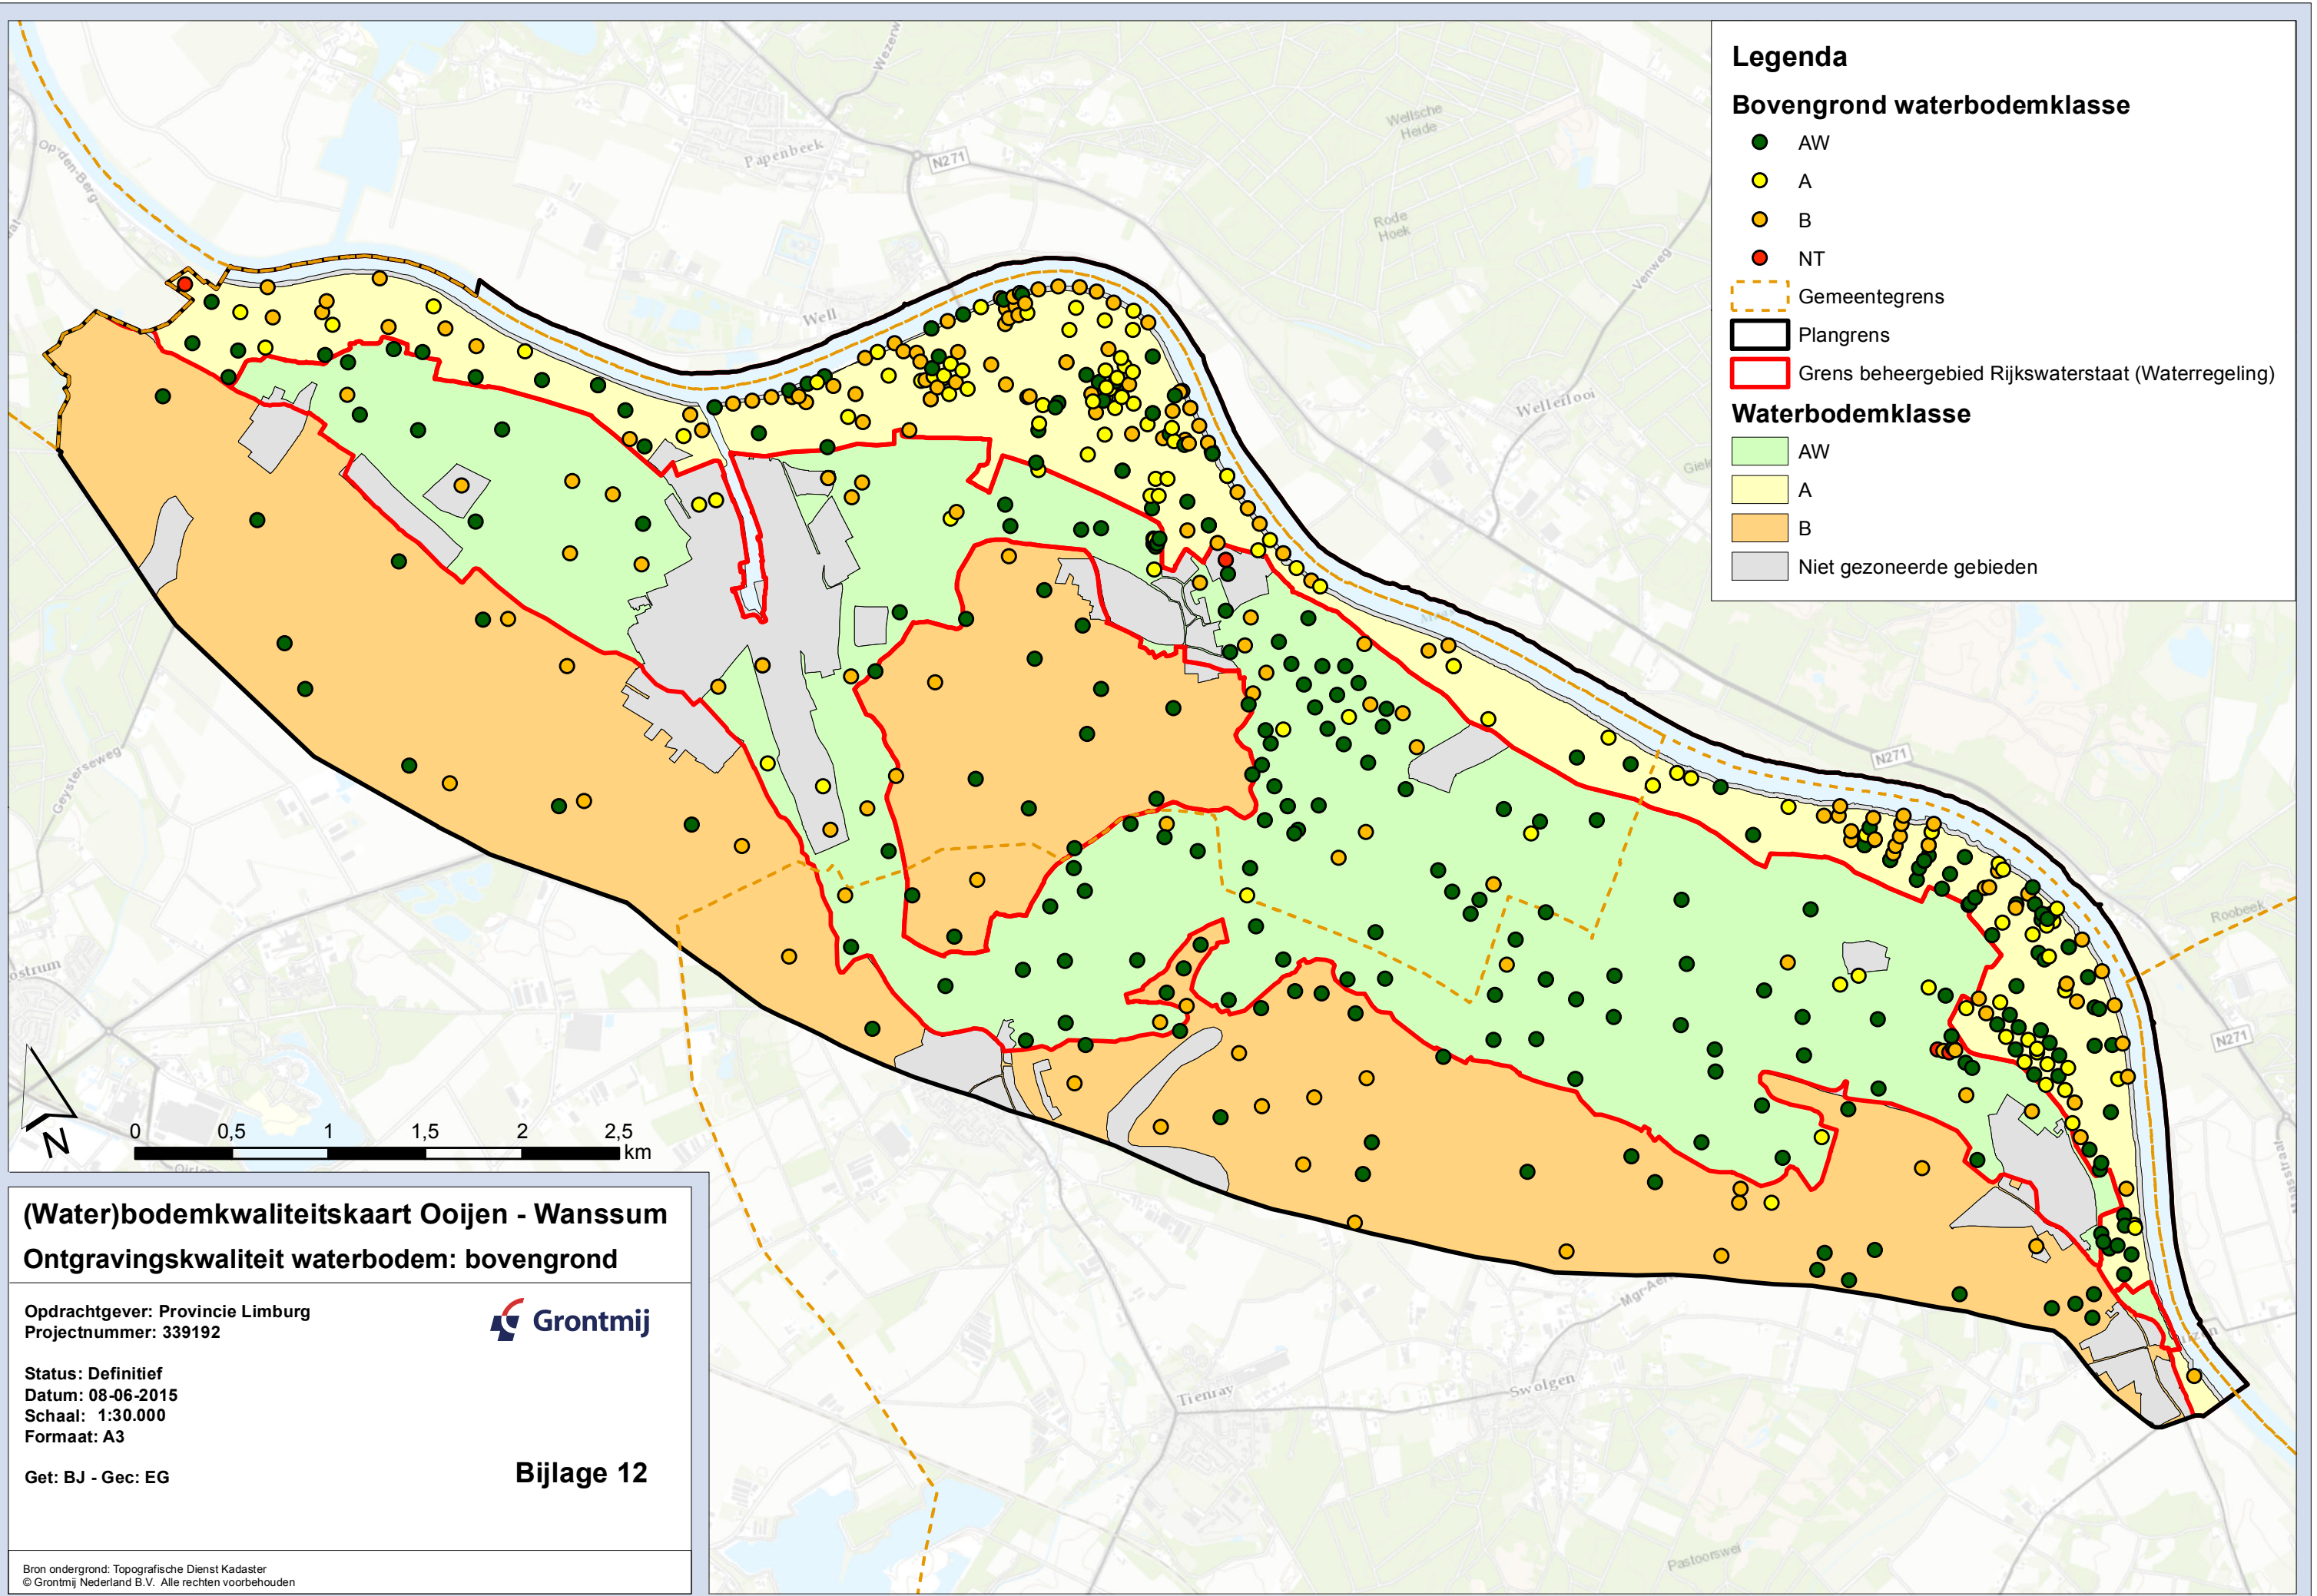 Legenda
Bovengrond waterbodemklasse
AW
A
B
NT
Gemeentegrens
Plangrens
Grens beheergebied Rijkswaterstaat (Waterregeling)
Waterbodemklasse
AW
A
B
Niet gezoneerde gebieden
Op den-Berg
Papenbeek
N271
Wellsche
Heide
Rode
Hoek
Venweg
Well
Wellerlooi
Geysterseweg
N271
Roobeek
N271
Tienray
Swolgen
0 0,5 1 1,5 2 2,5
km
N
(Water)bodemkwaliteitskaart Ooijen - Wanssum
Ontgravingskwaliteit waterbodem: bovengrond
Opdrachtgever: Provincie Limburg
Projectnummer: 339192
Grontmij
Status: Definitief
Datum: 08-06-2015
Schaal: 1:30.000
Formaat: A3
Get: BJ - Gec: EG
Bijlage 12
Bron ondergrond: Topografische Dienst Kadaster
© Grontmij Nederland B.V. Alle rechten voorbehouden